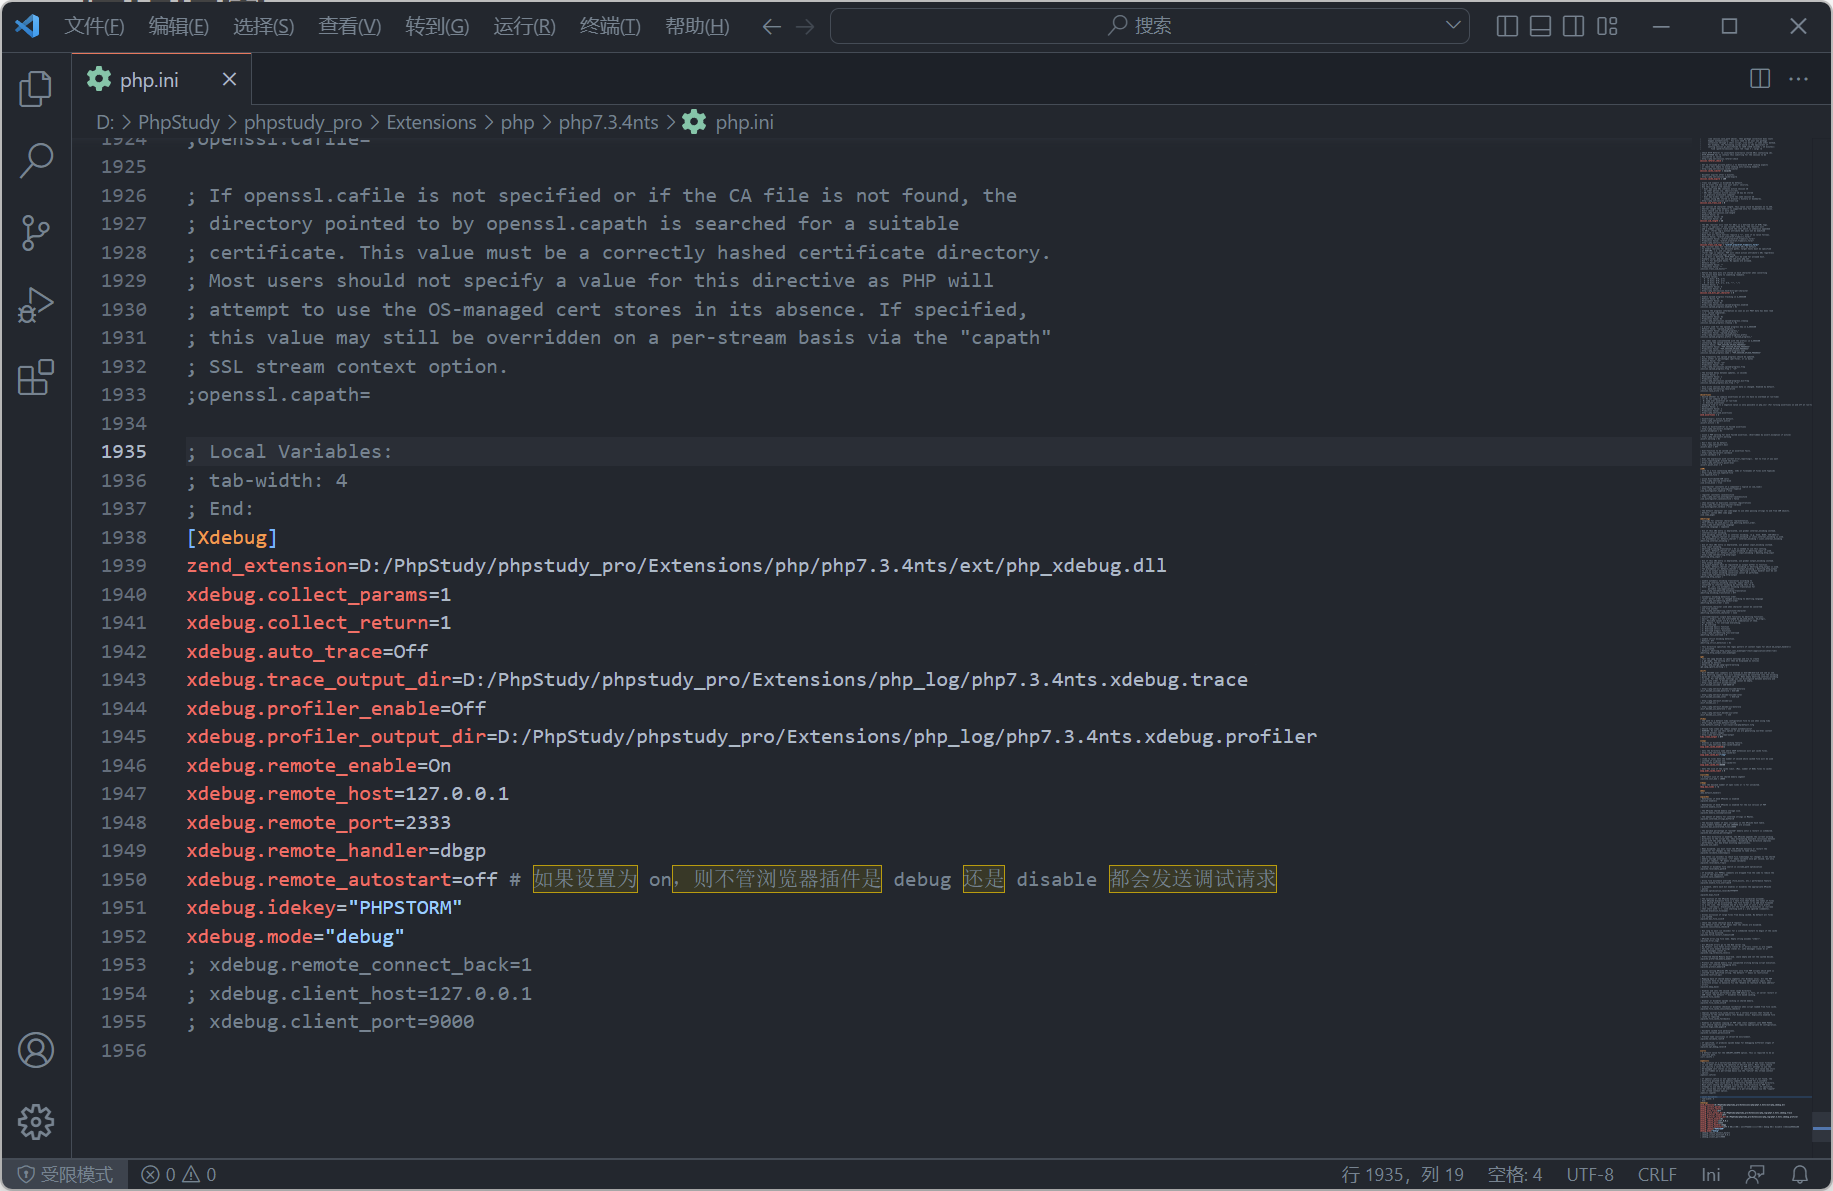 文件(F) 编辑(E) 选择(S) 查看(V) 转到(G) 运行(R) 终端(T) 帮助(H) 搜索
php.ini
D: > PhpStudy > phpstudy_pro > Extensions > php > php7.3.4nts > php.ini
1924 ;openssl.cafile=
1925
1926 ; If openssl.cafile is not specified or if the CA file is not found, the
1927 ; directory pointed to by openssl.capath is searched for a suitable
1928 ; certificate. This value must be a correctly hashed certificate directory.
1929 ; Most users should not specify a value for this directive as PHP will
1930 ; attempt to use the OS-managed cert stores in its absence. If specified,
1931 ; this value may still be overridden on a per-stream basis via the "capath"
1932 ; SSL stream context option.
1933 ;openssl.capath=
1934
1935 ; Local Variables:
1936 ; tab-width: 4
1937 ; End:
1938 [Xdebug]
1939 zend_extension=D:/PhpStudy/phpstudy_pro/Extensions/php/php7.3.4nts/ext/php_xdebug.dll
1940 xdebug.collect_params=1
1941 xdebug.collect_return=1
1942 xdebug.auto_trace=Off
1943 xdebug.trace_output_dir=D:/PhpStudy/phpstudy_pro/Extensions/php_log/php7.3.4nts.xdebug.trace
1944 xdebug.profiler_enable=Off
1945 xdebug.profiler_output_dir=D:/PhpStudy/phpstudy_pro/Extensions/php_log/php7.3.4nts.xdebug.profiler
1946 xdebug.remote_enable=On
1947 xdebug.remote_host=127.0.0.1
1948 xdebug.remote_port=2333
1949 xdebug.remote_handler=dbgp
1950 xdebug.remote_autostart=off # 如果设置为 on，则不管浏览器插件是 debug 还是 disable 都会发送调试请求
1951 xdebug.idekey="PHPSTORM"
1952 xdebug.mode="debug"
1953 ; xdebug.remote_connect_back=1
1954 ; xdebug.client_host=127.0.0.1
1955 ; xdebug.client_port=9000
1956
受限模式 0 0 行 1935，列 19 空格: 4 UTF-8 CRLF Ini